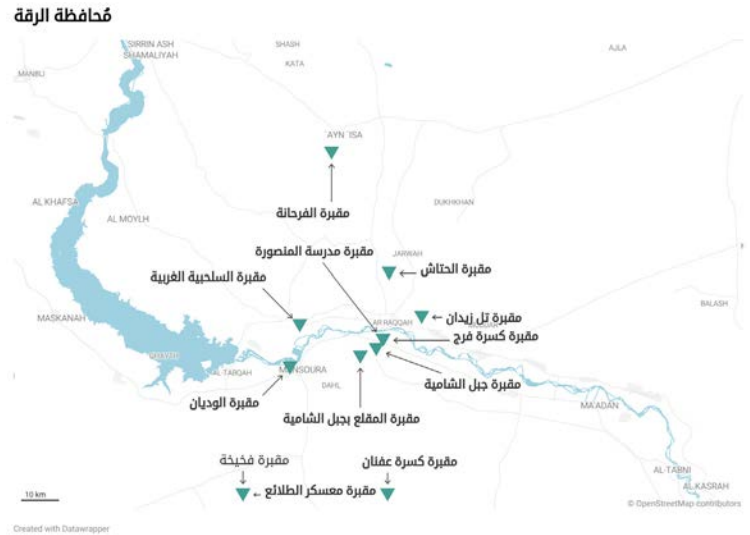 مُحافظة الرقة
SIRRIN ASH
SHAMALIYAH
SHASH
KATA
AJLA
MANBIJ
'AYN 'ISA
AL KHAFSA
AL MOYLH
DUKHKHAN
مقبرة الفرحانة
مقبرة مدرسة المنصورة
JARWAH
مقبرة الحتاش
مقبرة السلحبية الغربية
BALASH
MASKANAH
AR RAQQAH
مقبرة تل زيدان
مقبرة كسرة فرج
AL-TABQAH
MANSOURA
DAHL
مقبرة جبل الشامية
مقبرة الوديان
مقبرة المقلع بجبل الشامية
MA'ADAN
مقبرة فخيخة
مقبرة كسرة عفنان
AL-TABNI
AL KASRAH
مقبرة معسكر الطلائع
10 km
© OpenStreetMap contributors
Created with Datawrapper